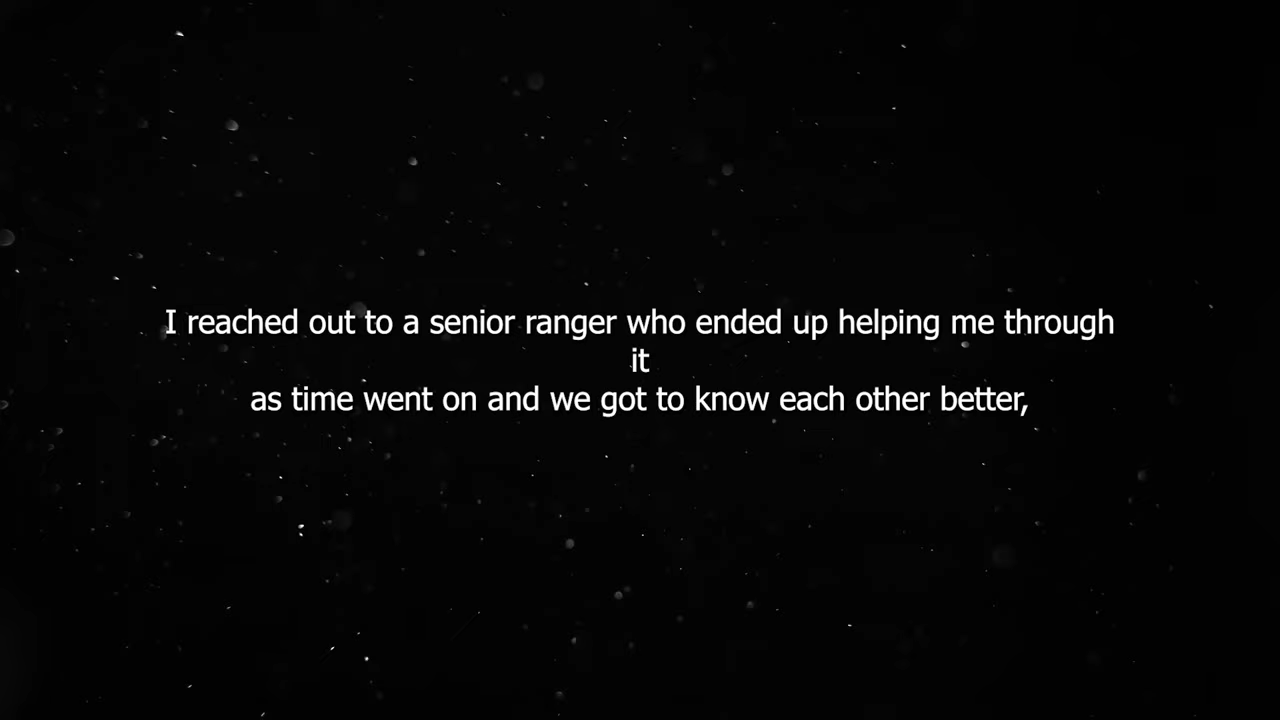 I reached out to a senior ranger who ended up helping me through
it
as time went on and we got to know each other better,